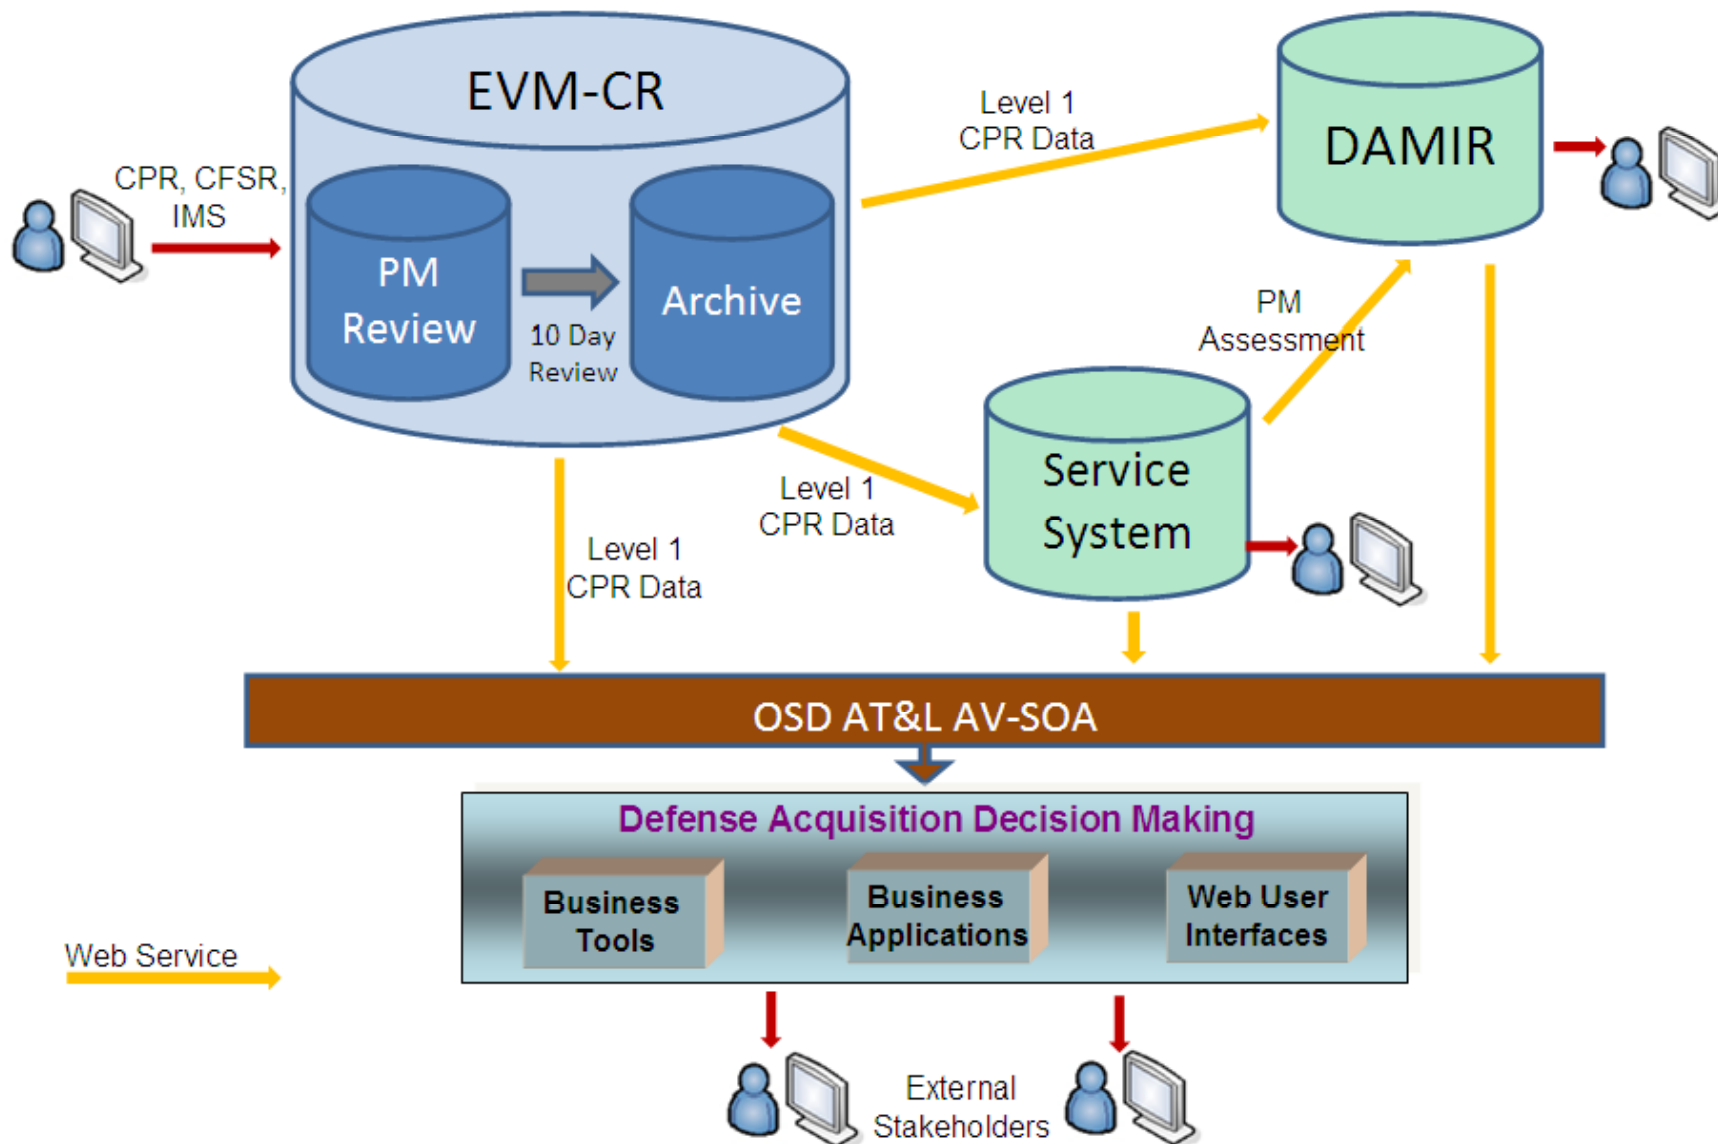 EVM-CR
DAMIR
Level 1
CPR Data
CPR, CFSR,
IMS
PM
Review
10 Day
Review
Archive
PM
Assessment
Service
System
Level 1
CPR Data
Level 1
CPR Data
OSD AT&L AV-SOA
Defense Acquisition Decision Making
Business
Tools
Business
Applications
Web User
Interfaces
Web Service
External
Stakeholders